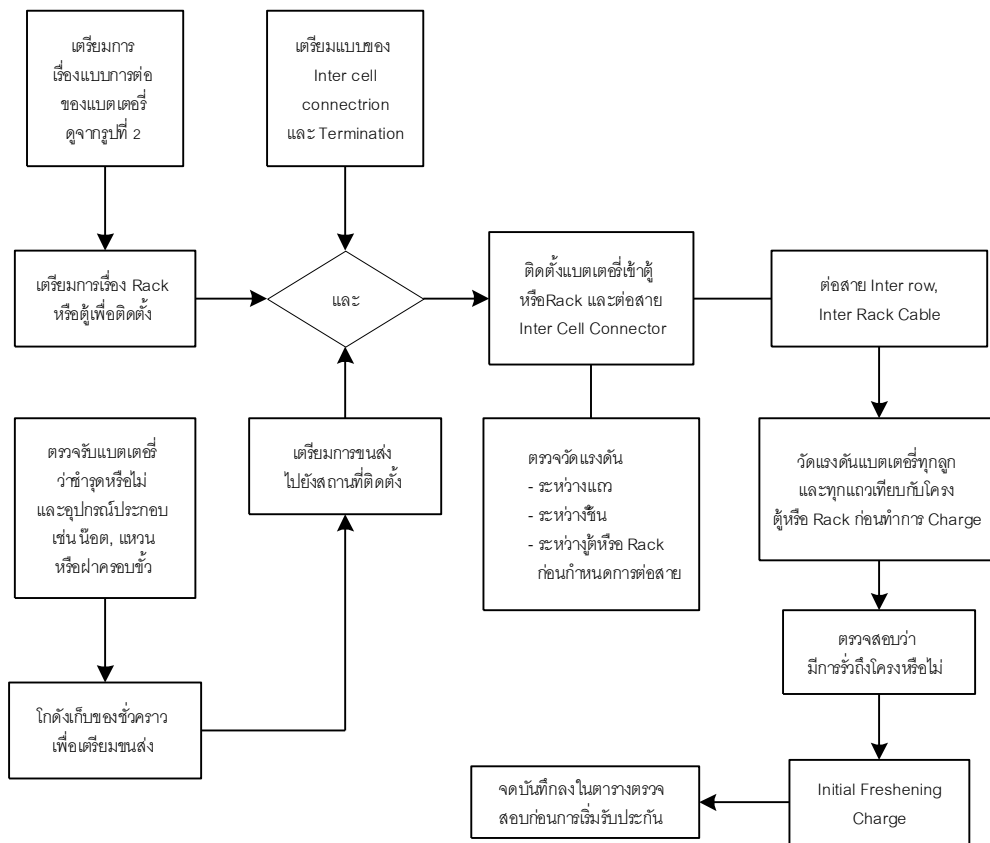 เตรียมการ
เรื่องแบบการต่อ
ของแบตเตอรี่
ดูจากรูปที่ 2
เตรียมแบบของ
Inter cell
connectrion
และ Termination
เตรียมการเรื่อง Rack
หรือตู้เพื่อติดตั้ง
และ
ติดตั้งแบตเตอรี่เข้าตู้
หรือRack และต่อสาย
Inter Cell Connector
ต่อสาย Inter row,
Inter Rack Cable
ตรวจรับแบตเตอรี่
ว่าชำรุดหรือไม่
และอุปกรณ์ประกอบ
เช่น น๊อต, แหวน
หรือฝาครอบขั้ว
เตรียมการขนส่ง
ไปยังสถานที่ติดตั้ง
ตรวจวัดแรงดัน
- ระหว่างแถว
- ระหว่างชั้น
- ระหว่างตู้หรือ Rack
ก่อนกำหนดการต่อสาย
วัดแรงดันแบตเตอรี่ทุกลูก
และทุกแถวเทียบกับโครง
ตู้หรือ Rack ก่อนทำการ Charge
ตรวจสอบว่า
มีการรั่วถึงโครงหรือไม่
โกดังเก็บของชั่วคราว
เพื่อเตรียมขนส่ง
จดบันทึกลงในตารางตรวจ
สอบก่อนการเริ่มรับประกัน
Initial Freshening
Charge